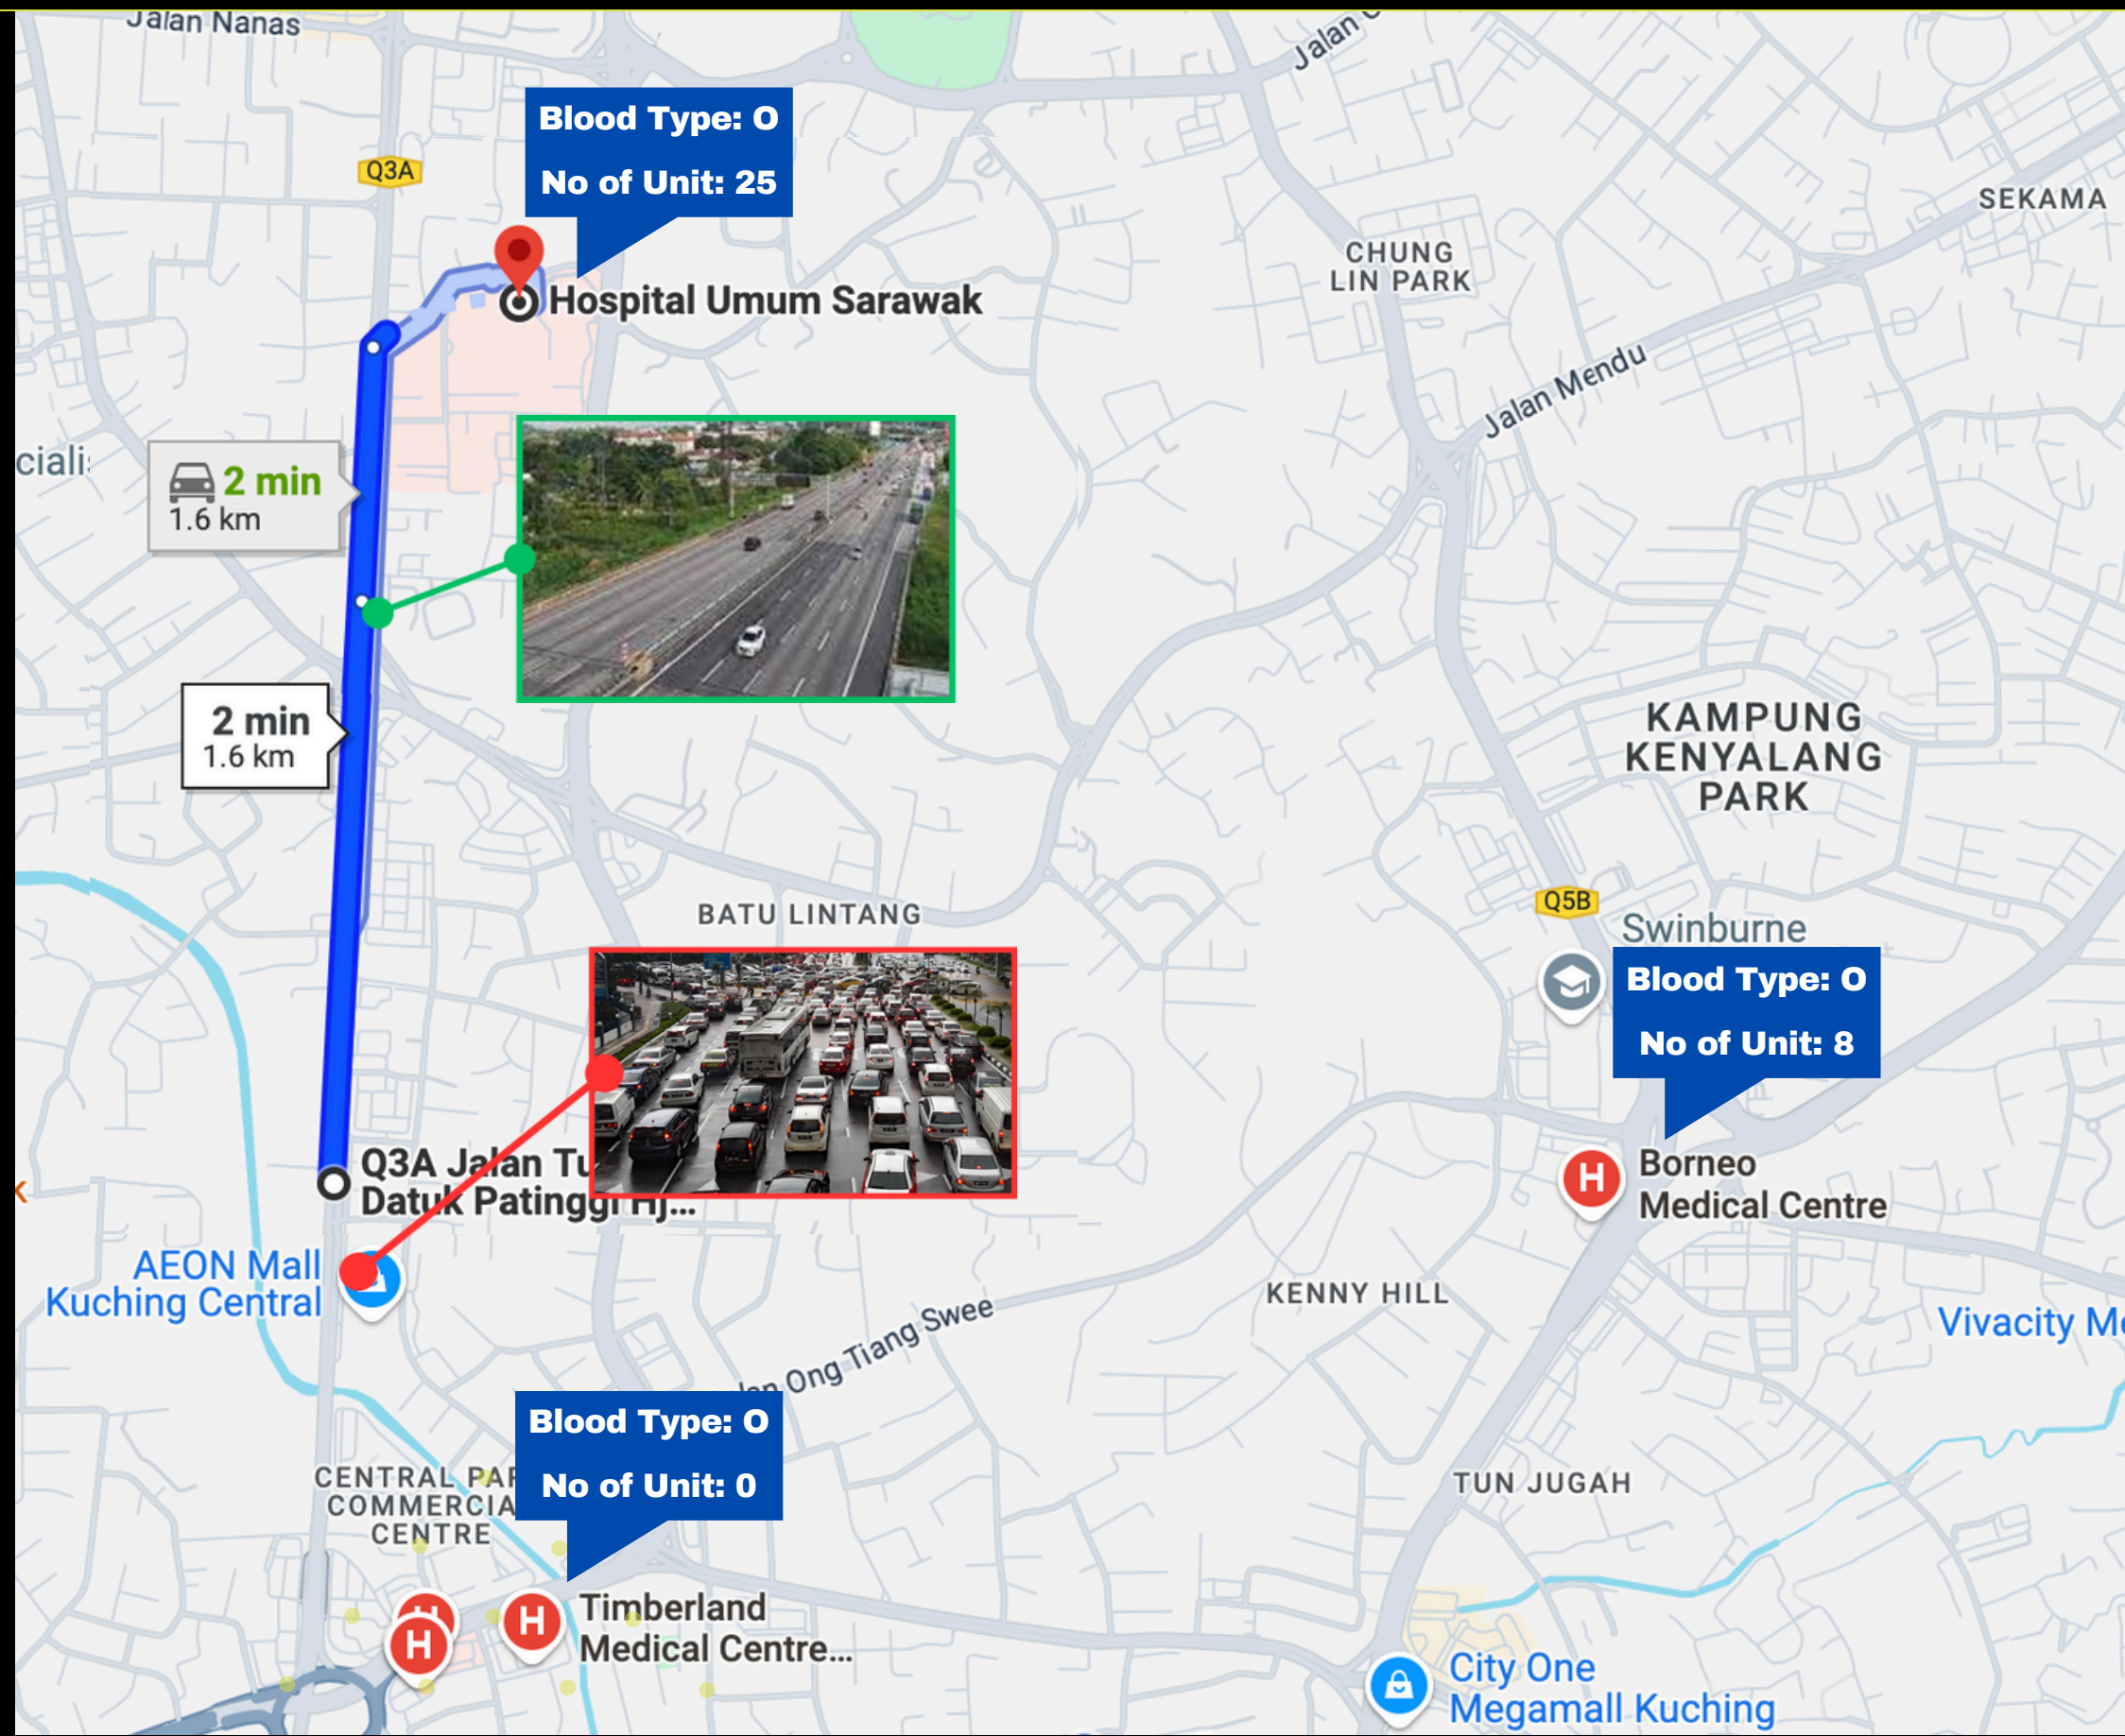 Jalan Nanas
Jalan
Blood Type: O
No of Unit: 25
Q3A
SEKAMA
CHUNG
LIN PARK
Hospital Umum Sarawak
Jalan Mendu
2 min
1.6 km
2 min
1.6 km
KAMPUNG
KENYALANG
PARK
BATU LINTANG
Q5B
Swinburne
Blood Type: O
No of Unit: 8
Q3A Jalan Tu
Datuk Patinggi Hj...
Borneo
Medical Centre
AEON Mall
Kuching Central
KENNY HILL
Vivacity Me
Ong Tiang Swee
Blood Type: O
No of Unit: 0
CENTRAL PAR
COMMERCIA
CENTRE
TUN JUGAH
Timberland
Medical Centre...
H
H
H
City One
Megamall Kuching